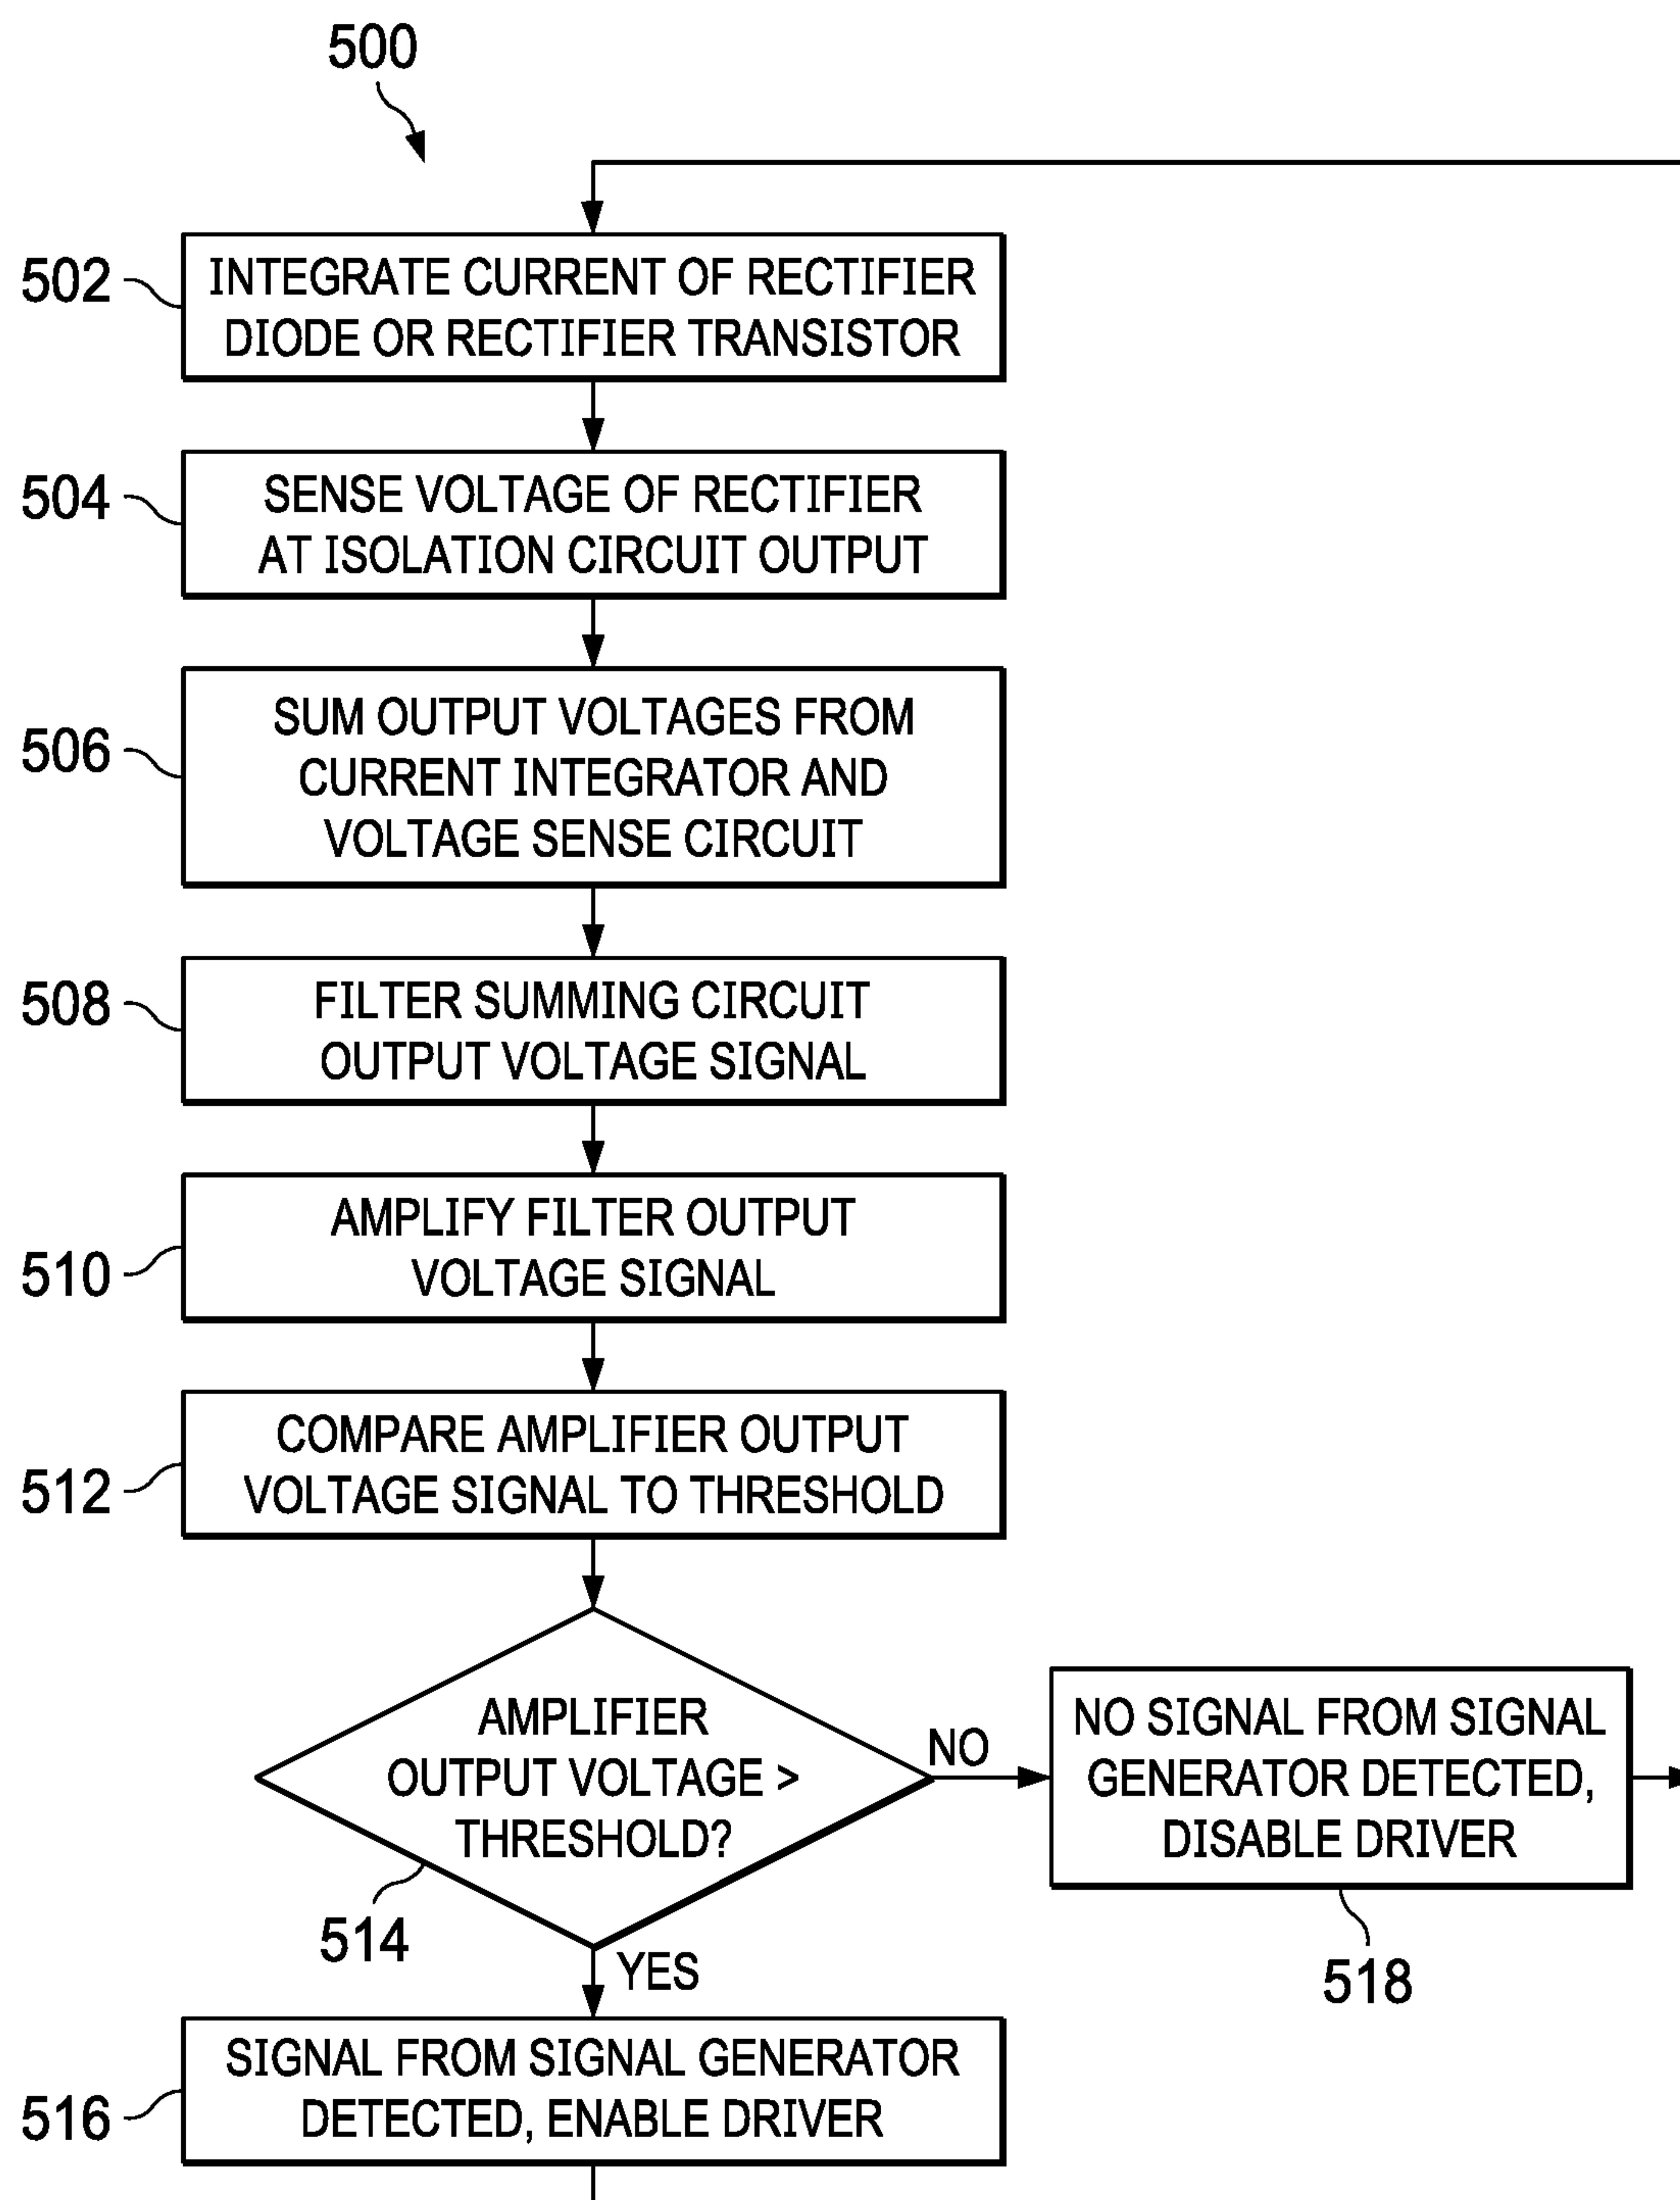 500
502
INTEGRATE CURRENT OF RECTIFIER
DIODE OR RECTIFIER TRANSISTOR
504
SENSE VOLTAGE OF RECTIFIER
AT ISOLATION CIRCUIT OUTPUT
506
SUM OUTPUT VOLTAGES FROM
CURRENT INTEGRATOR AND
VOLTAGE SENSE CIRCUIT
508
FILTER SUMMING CIRCUIT
OUTPUT VOLTAGE SIGNAL
510
AMPLIFY FILTER OUTPUT
VOLTAGE SIGNAL
512
COMPARE AMPLIFIER OUTPUT
VOLTAGE SIGNAL TO THRESHOLD
AMPLIFIER
OUTPUT VOLTAGE >
THRESHOLD?
514
NO
NO SIGNAL FROM SIGNAL
GENERATOR DETECTED,
DISABLE DRIVER
518
YES
516
SIGNAL FROM SIGNAL GENERATOR
DETECTED, ENABLE DRIVER